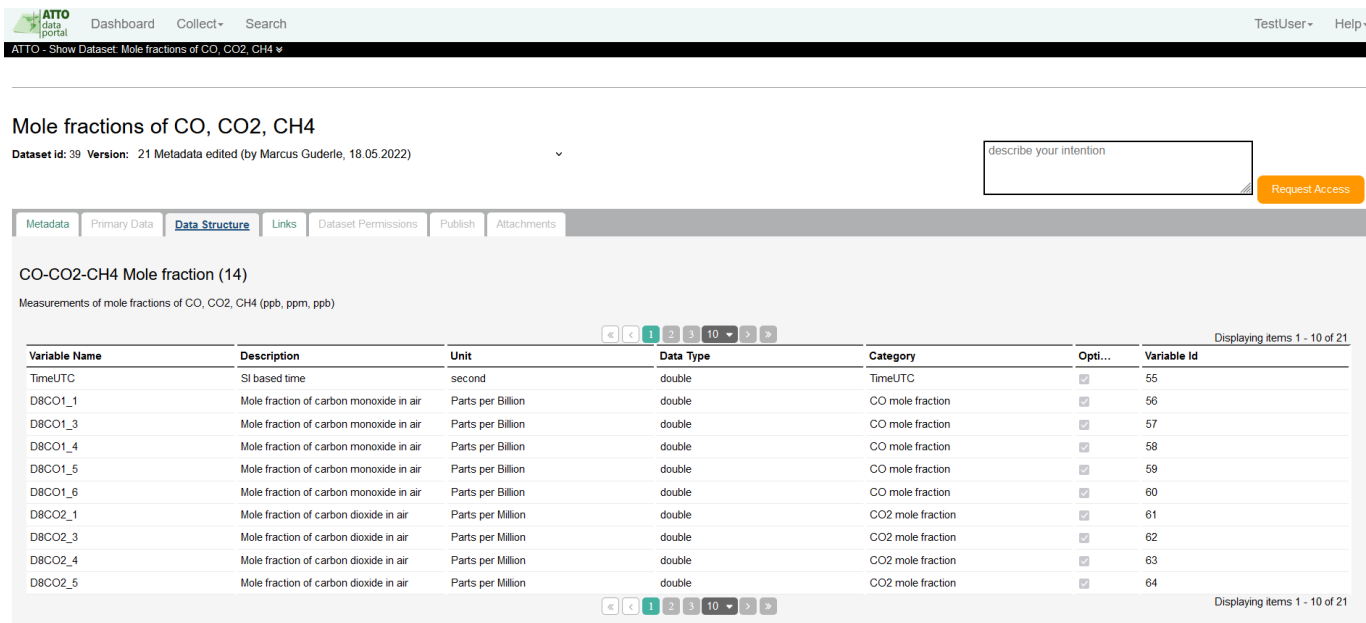 ATTO
data
portal
Dashboard Collect Search TestUser Help
ATTO - Show Dataset: Mole fractions of CO, CO2, CH4
Mole fractions of CO, CO2, CH4
Dataset id: 39 Version: 21 Metadata edited (by Marcus Guderle, 18.05.2022)
describe your intention
Request Access
Metadata Primary Data Data Structure Links Dataset Permissions Publish Attachments
CO-CO2-CH4 Mole fraction (14)
Measurements of mole fractions of CO, CO2, CH4 (ppb, ppm, ppb)
« ‹ 1 2 3 10 › » Displaying items 1 - 10 of 21
Variable Name Description Unit Data Type Category Opti... Variable Id
TimeUTC SI based time second double TimeUTC 55
D8CO1_1 Mole fraction of carbon monoxide in air Parts per Billion double CO mole fraction 56
D8CO1_3 Mole fraction of carbon monoxide in air Parts per Billion double CO mole fraction 57
D8CO1_4 Mole fraction of carbon monoxide in air Parts per Billion double CO mole fraction 58
D8CO1_5 Mole fraction of carbon monoxide in air Parts per Billion double CO mole fraction 59
D8CO1_6 Mole fraction of carbon monoxide in air Parts per Billion double CO mole fraction 60
D8CO2_1 Mole fraction of carbon dioxide in air Parts per Million double CO2 mole fraction 61
D8CO2_3 Mole fraction of carbon dioxide in air Parts per Million double CO2 mole fraction 62
D8CO2_4 Mole fraction of carbon dioxide in air Parts per Million double CO2 mole fraction 63
D8CO2_5 Mole fraction of carbon dioxide in air Parts per Million double CO2 mole fraction 64
« ‹ 1 2 3 10 › » Displaying items 1 - 10 of 21